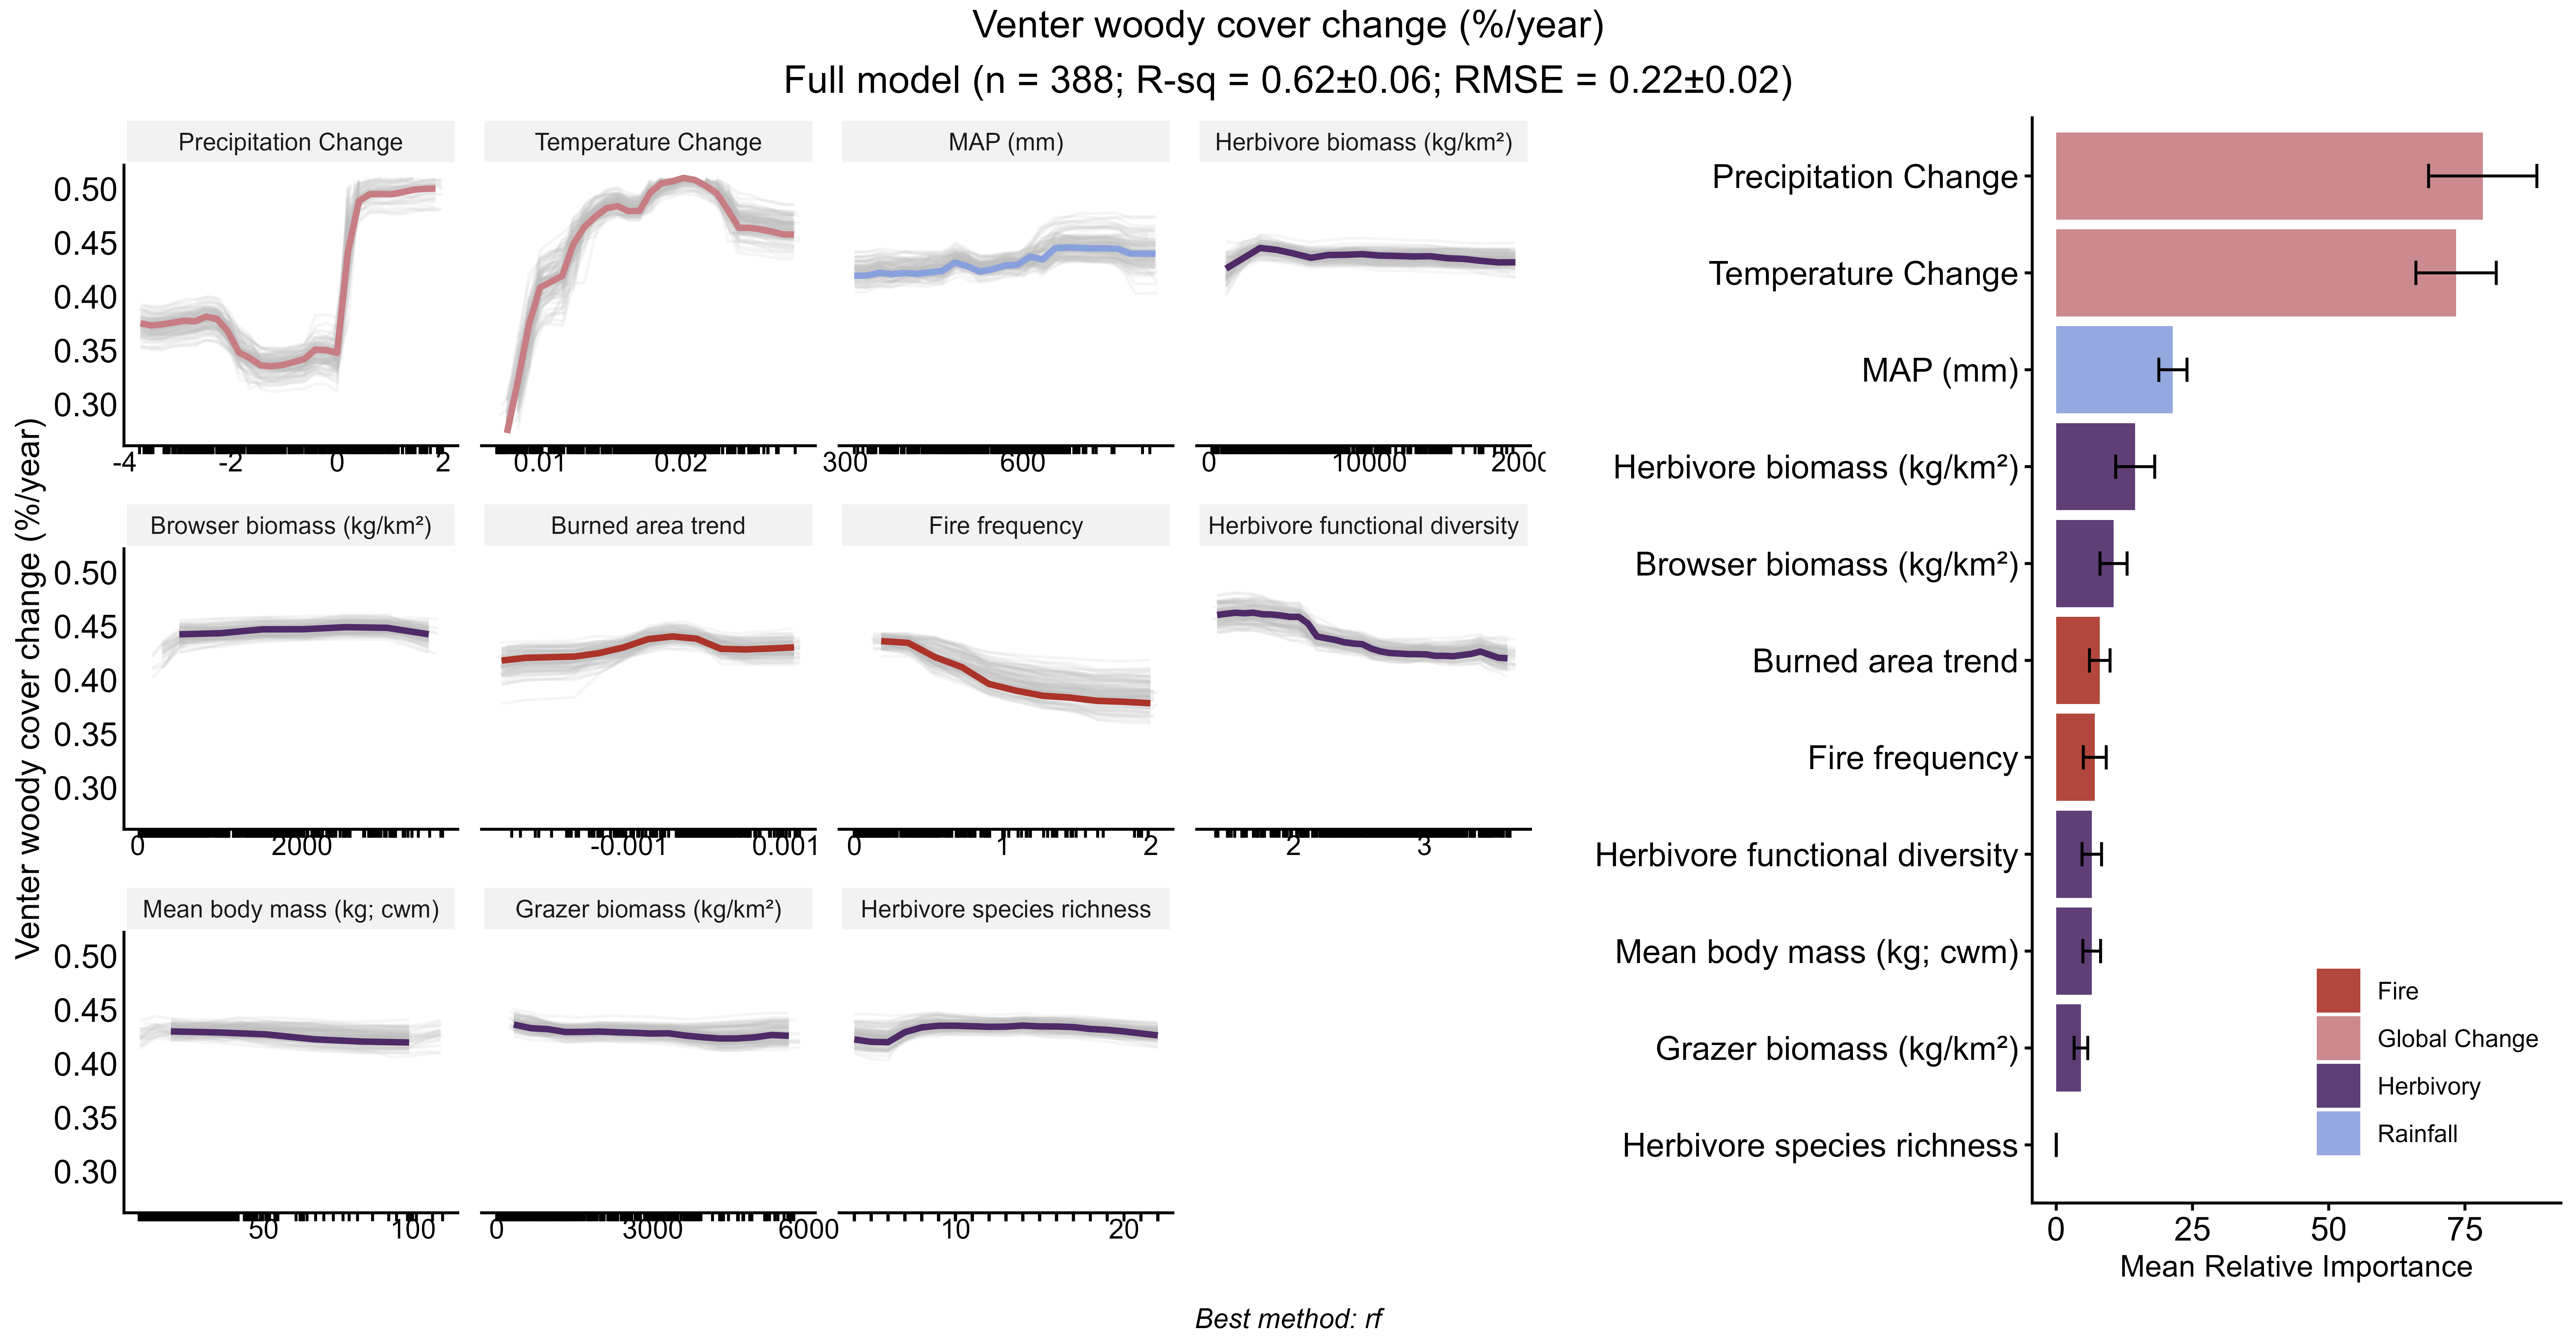 Venter woody cover change (%/year)
Full model (n = 388; R-sq = 0.62±0.06; RMSE = 0.22±0.02)
Venter woody cover change (%/year)
Precipitation Change
Temperature Change
MAP (mm)
Herbivore biomass (kg/km²)
0.50
0.45
0.40
0.35
0.30
-4 -2 0 2
0.01 0.02
300 600
0 10000
Browser biomass (kg/km²)
Burned area trend
Fire frequency
Herbivore functional diversity
0.50
0.45
0.40
0.35
0.30
0 2000
-0.001 0.001
0 1 2
2 3
Mean body mass (kg; cwm)
Grazer biomass (kg/km²)
Herbivore species richness
0.50
0.45
0.40
0.35
0.30
50 100
0 3000 6000
10 20
Precipitation Change
Temperature Change
MAP (mm)
Herbivore biomass (kg/km²)
Browser biomass (kg/km²)
Burned area trend
Fire frequency
Herbivore functional diversity
Mean body mass (kg; cwm)
Grazer biomass (kg/km²)
Herbivore species richness
Fire
Global Change
Herbivory
Rainfall
0 25 50 75
Mean Relative Importance
Best method: rf